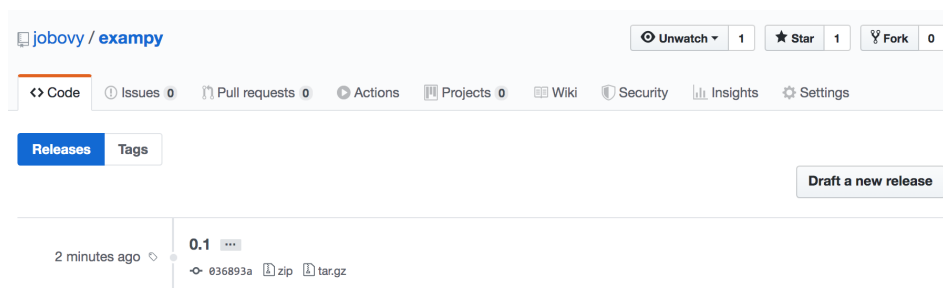 jobovy / exampy
Unwatch 1 Star 1 Fork 0
Code Issues 0 Pull requests 0 Actions Projects 0 Wiki Security Insights Settings
Releases Tags
Draft a new release
0.1 ...
2 minutes ago
036893a zip tar.gz